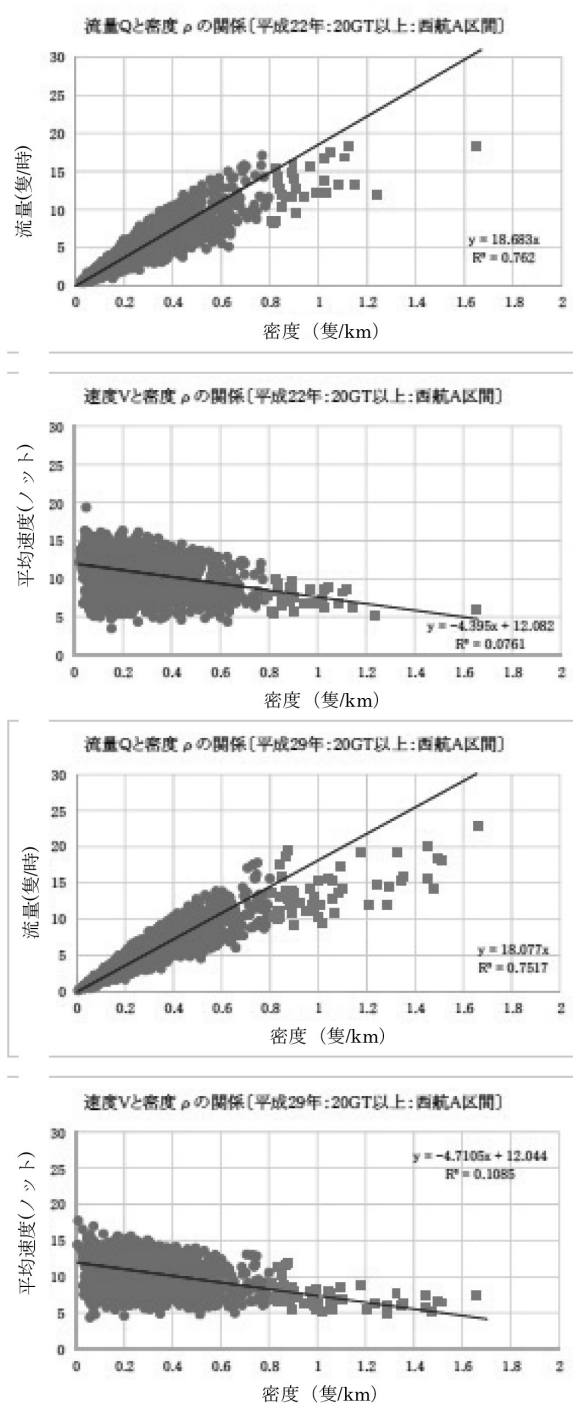 流量Qと密度ρの関係〔平成22年:20GT以上:西航A区間〕
流量(隻/時)
30
25
20
15
10
5
0
y = 18.683x
R² = 0.762
0 0.2 0.4 0.6 0.8 1 1.2 1.4 1.6 1.8 2
密度（隻/km）
速度Vと密度ρの関係〔平成22年:20GT以上:西航A区間〕
平均速度(ノット)
30
25
20
15
10
5
0
y = -4.395x + 12.082
R² = 0.0761
0 0.2 0.4 0.6 0.8 1 1.2 1.4 1.6 1.8 2
密度（隻/km）
流量Qと密度ρの関係〔平成29年:20GT以上:西航A区間〕
流量(隻/時)
30
25
20
15
10
5
0
y = 18.077x
R² = 0.7517
0 0.2 0.4 0.6 0.8 1 1.2 1.4 1.6 1.8 2
密度（隻/km）
速度Vと密度ρの関係〔平成29年:20GT以上:西航A区間〕
平均速度(ノット)
30
25
20
15
10
5
0
y = -4.7105x + 12.044
R² = 0.1085
0 0.2 0.4 0.6 0.8 1 1.2 1.4 1.6 1.8 2
密度（隻/km）